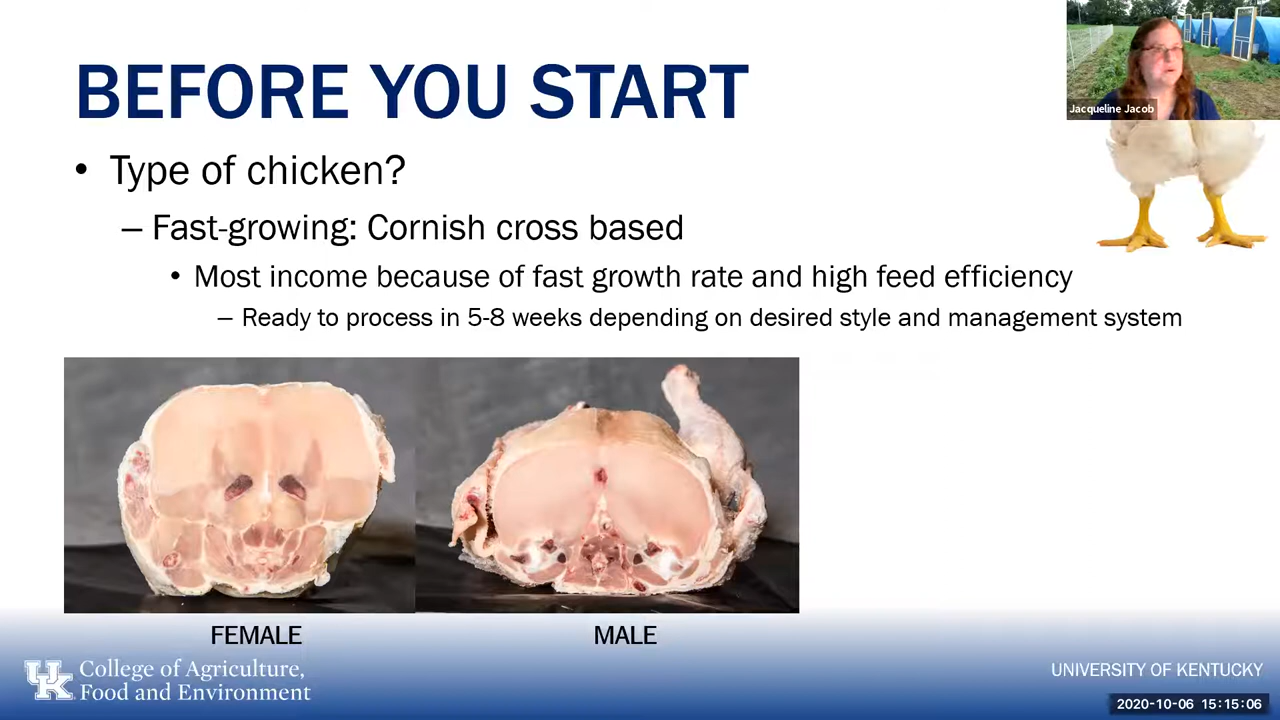 BEFORE YOU START
Jacqueline Jacob
• Type of chicken?
– Fast-growing: Cornish cross based
• Most income because of fast growth rate and high feed efficiency
– Ready to process in 5-8 weeks depending on desired style and management system
FEMALE
MALE
UK
College of Agriculture,
Food and Environment
UNIVERSITY OF KENTUCKY
2020-10-06 15:15:06